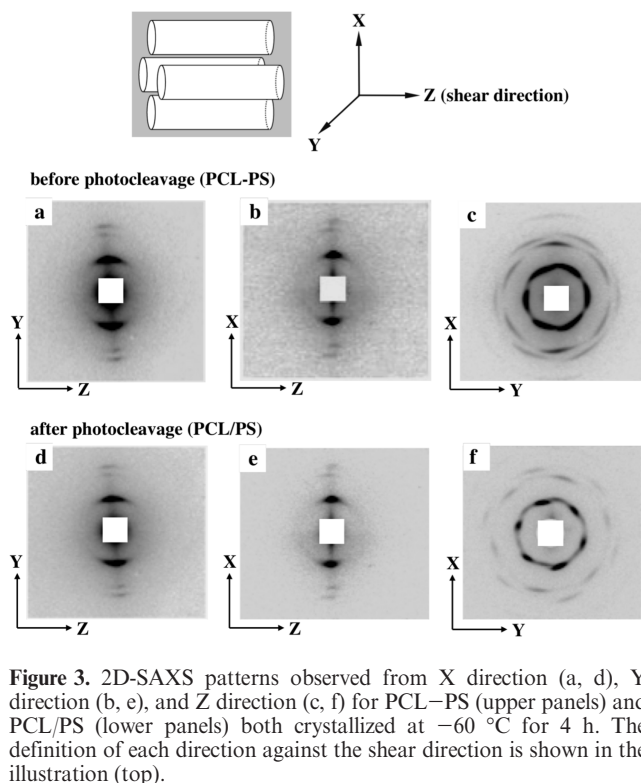 X
Z (shear direction)
Y
before photocleavage (PCL-PS)
a
b
c
Y
X
X
Z
Z
Y
after photocleavage (PCL/PS)
d
e
f
Y
X
X
Z
Z
Y
Figure 3. 2D-SAXS patterns observed from X direction (a, d), Y
direction (b, e), and Z direction (c, f) for PCL−PS (upper panels) and
PCL/PS (lower panels) both crystallized at −60 °C for 4 h. The
definition of each direction against the shear direction is shown in the
illustration (top).